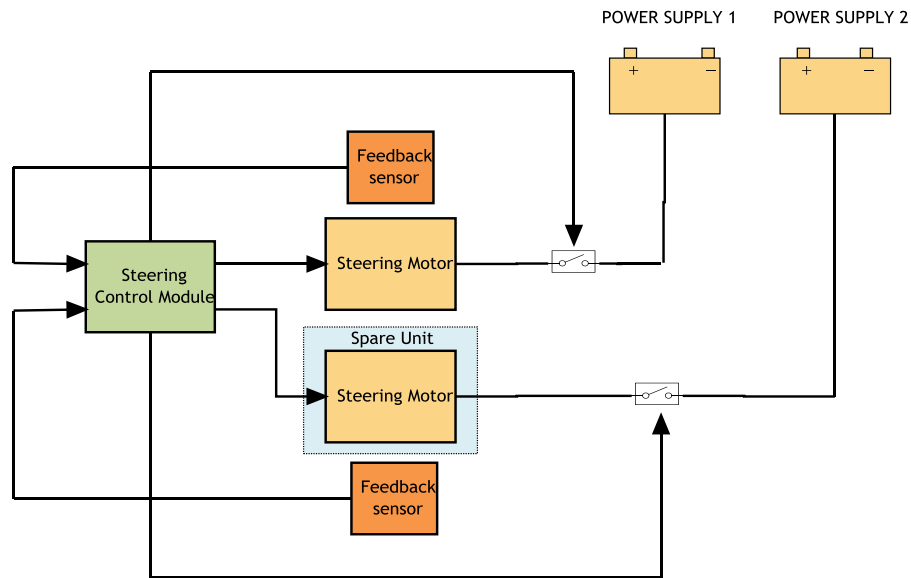 POWER SUPPLY 1
POWER SUPPLY 2
+
−
+
−
Feedback
sensor
Steering Motor
Steering
Control Module
Spare Unit
Steering Motor
Feedback
sensor